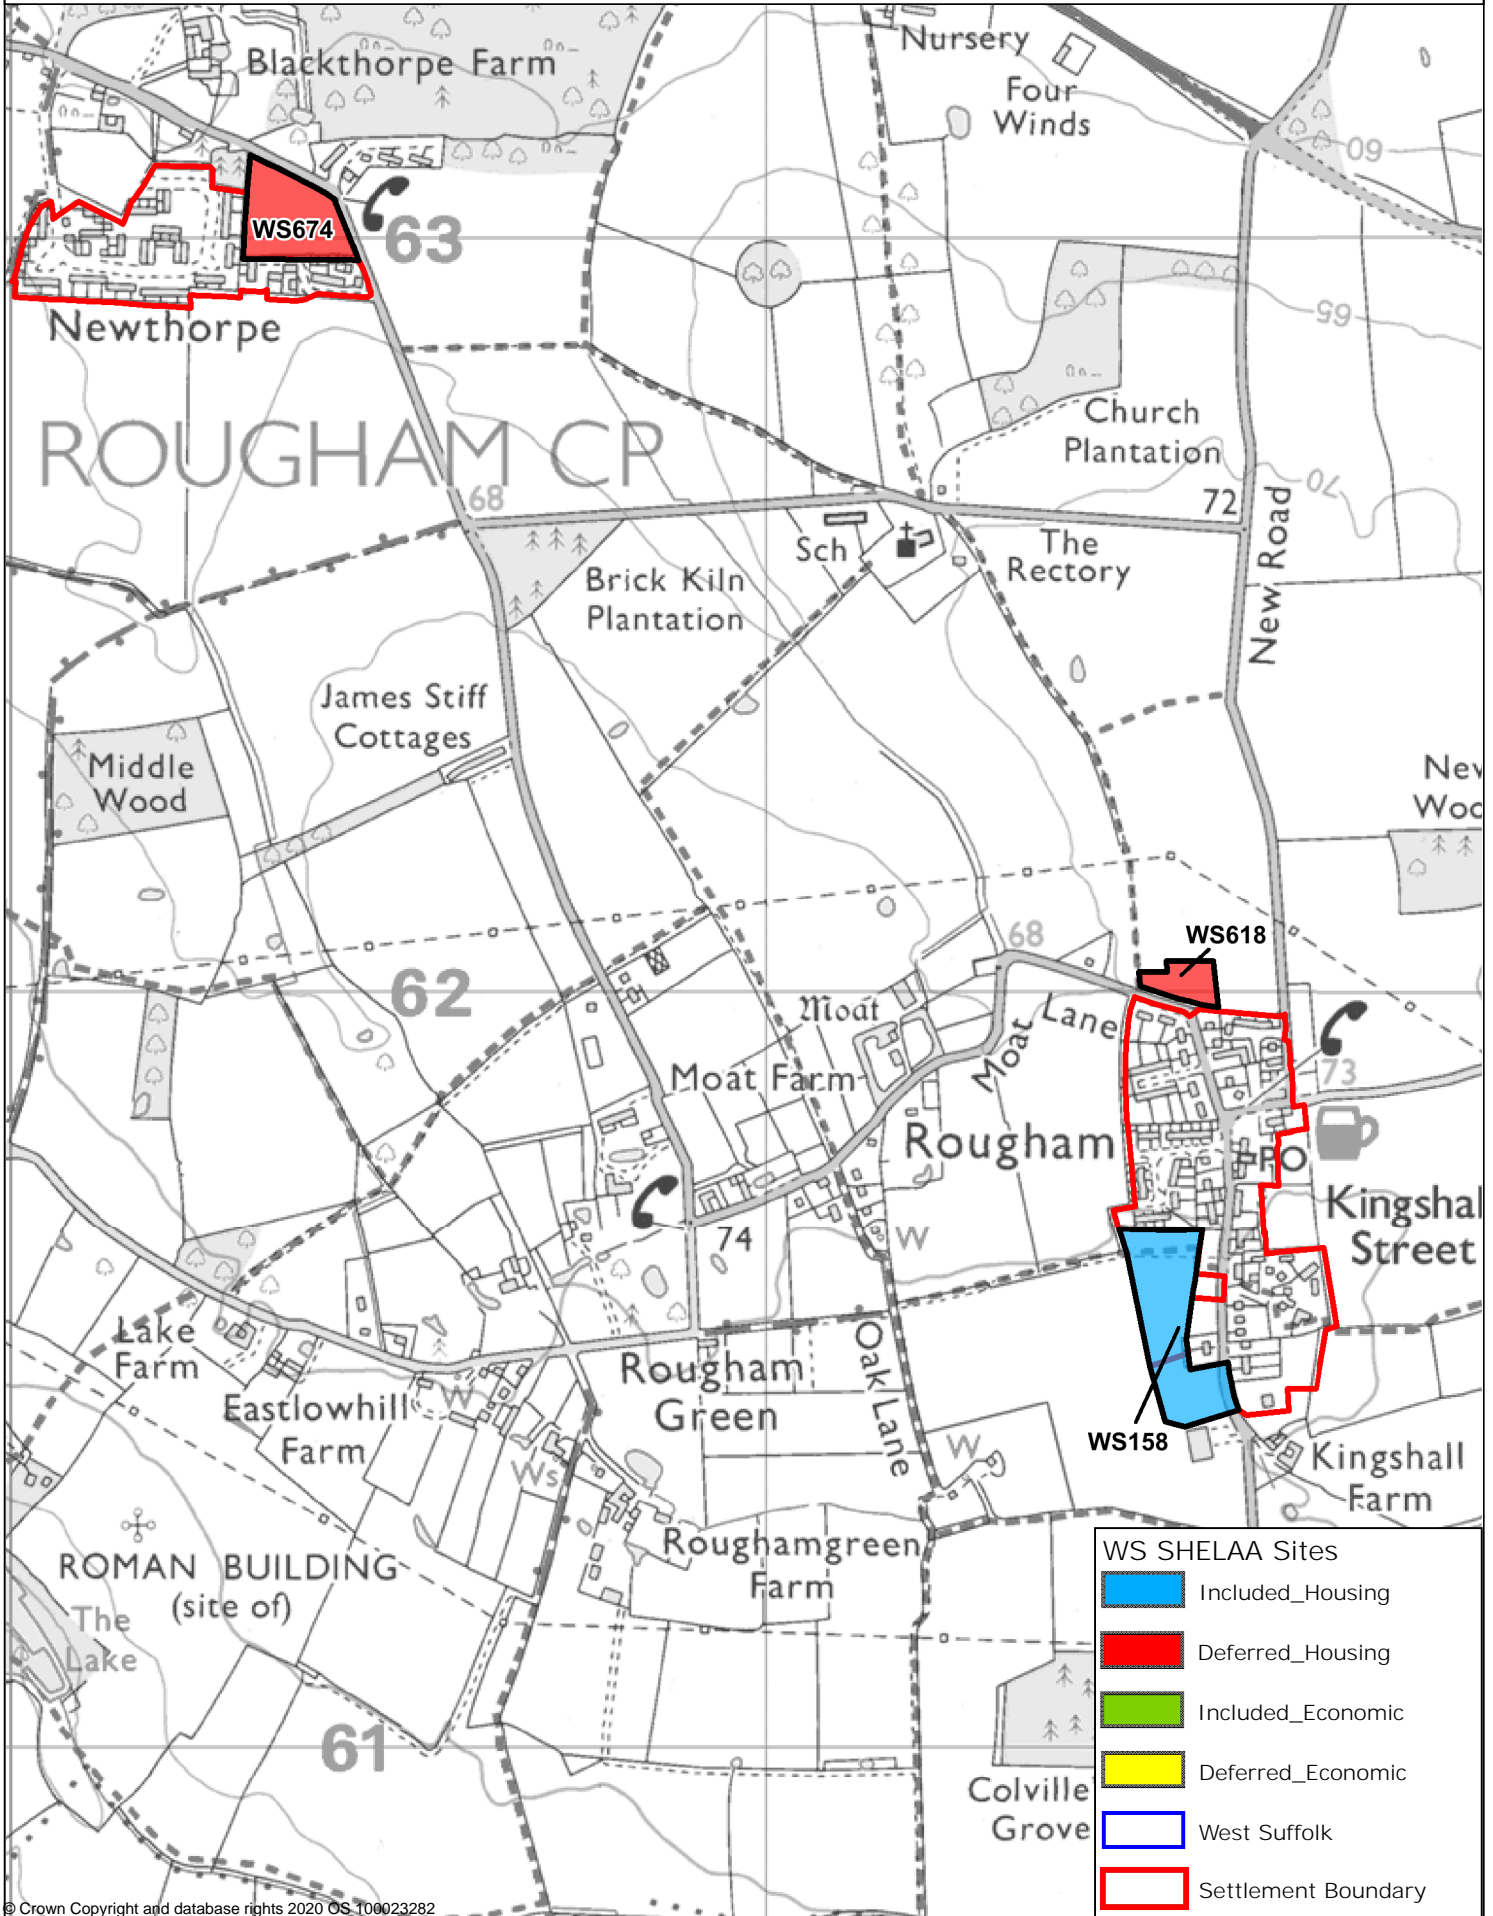 Blackthorpe Farm
Nursery
Four
Winds
60
WS674
63
Newthorpe
65
ROUGHAM CP
Church
Plantation
68
72
70
New Road
Sch
The
Rectory
Brick Kiln
Plantation
James Stiff
Cottages
Middle
Wood
New
Woo
WS618
68
62
Moat
Moat Lane
73
Moat Farm
Rougham
PO
Kingshal
Street
74
W
Lake
Farm
Rougham
Green
Oak Lane
Eastlowhill
Farm
W
WS158
W
Kingshall
Farm
Ws
Roughamgreen
Farm
ROMAN BUILDING
(site of)
The
Lake
61
Colville
Grove
WS SHELAA Sites
Included_Housing
Deferred_Housing
Included_Economic
Deferred_Economic
West Suffolk
Settlement Boundary
© Crown Copyright and database rights 2020 OS 100023282